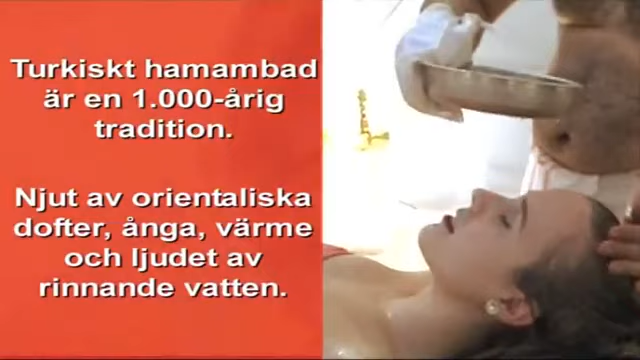 Turkiskt hamambad
är en 1.000-årig
tradition.
Njut av orientaliska
dofter, ånga, värme
och ljudet av
rinnande vatten.